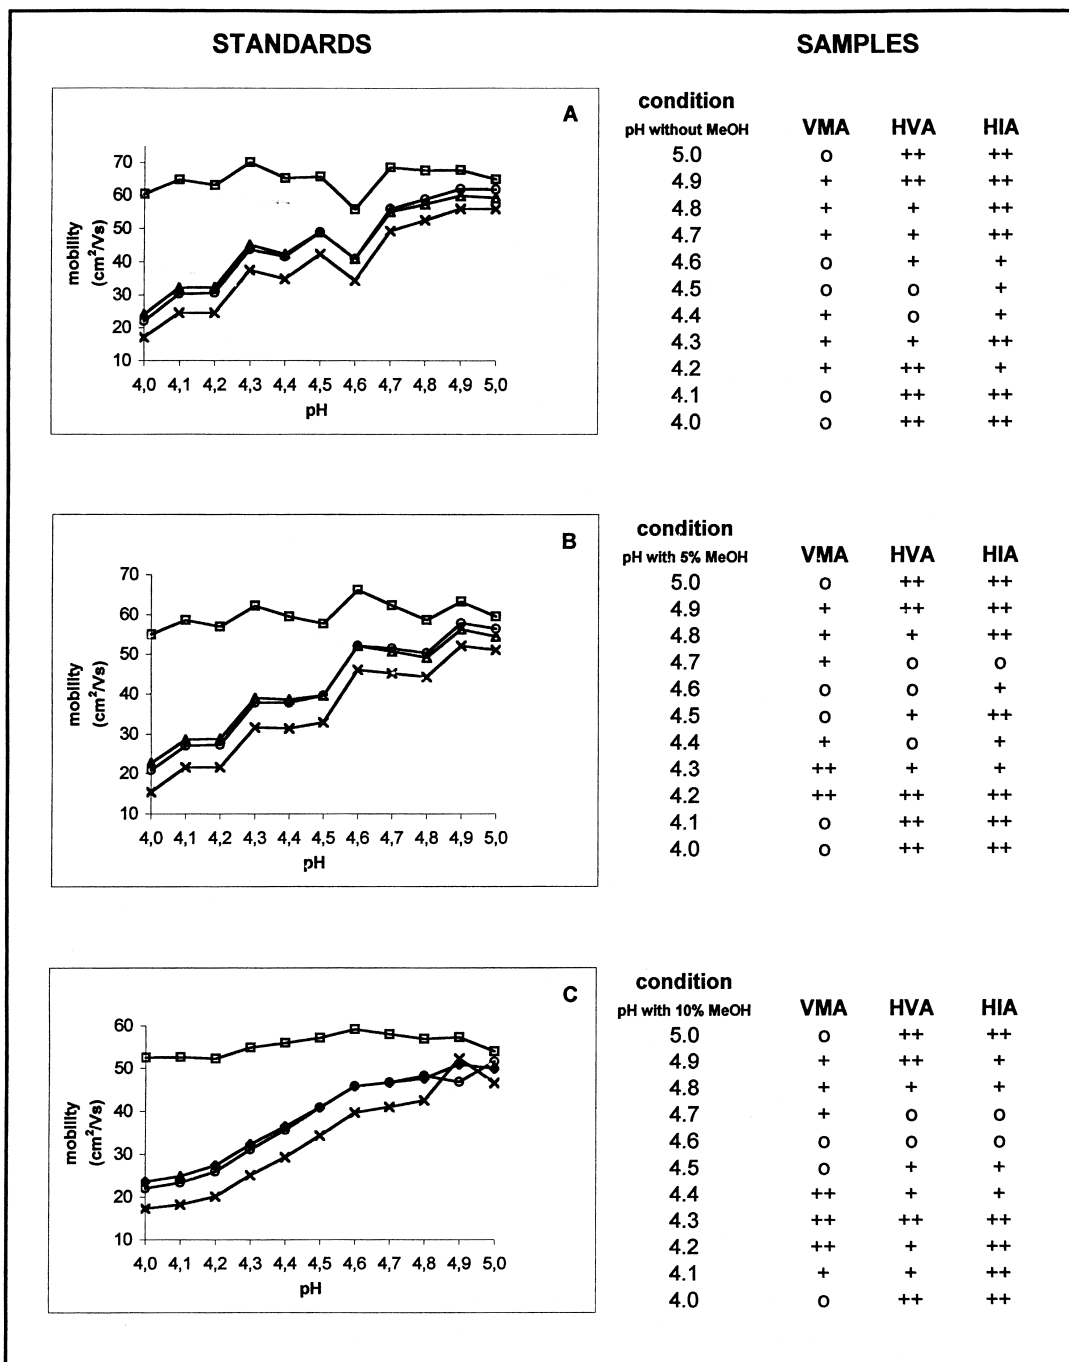 STANDARDS
SAMPLES
A
mobility
(cm²/Vs)
70
60
50
40
30
20
10
4,0 4,1 4,2 4,3 4,4 4,5 4,6 4,7 4,8 4,9 5,0
pH
condition
pH without MeOH VMA HVA HIA
5.0 o ++ ++
4.9 + ++ ++
4.8 + + ++
4.7 + + ++
4.6 o + +
4.5 o o +
4.4 + o +
4.3 + + ++
4.2 + ++ +
4.1 o ++ ++
4.0 o ++ ++
B
mobility
(cm²/Vs)
70
60
50
40
30
20
10
4,0 4,1 4,2 4,3 4,4 4,5 4,6 4,7 4,8 4,9 5,0
pH
condition
pH with 5% MeOH VMA HVA HIA
5.0 o ++ ++
4.9 + ++ ++
4.8 + + ++
4.7 + o o
4.6 o o +
4.5 o + ++
4.4 + o +
4.3 ++ + +
4.2 ++ ++ ++
4.1 o ++ ++
4.0 o ++ ++
C
mobility
(cm²/Vs)
60
50
40
30
20
10
4,0 4,1 4,2 4,3 4,4 4,5 4,6 4,7 4,8 4,9 5,0
pH
condition
pH with 10% MeOH VMA HVA HIA
5.0 o ++ ++
4.9 + ++ +
4.8 + + +
4.7 + o o
4.6 o o o
4.5 o + +
4.4 ++ + +
4.3 ++ ++ ++
4.2 ++ + ++
4.1 + + ++
4.0 o ++ ++